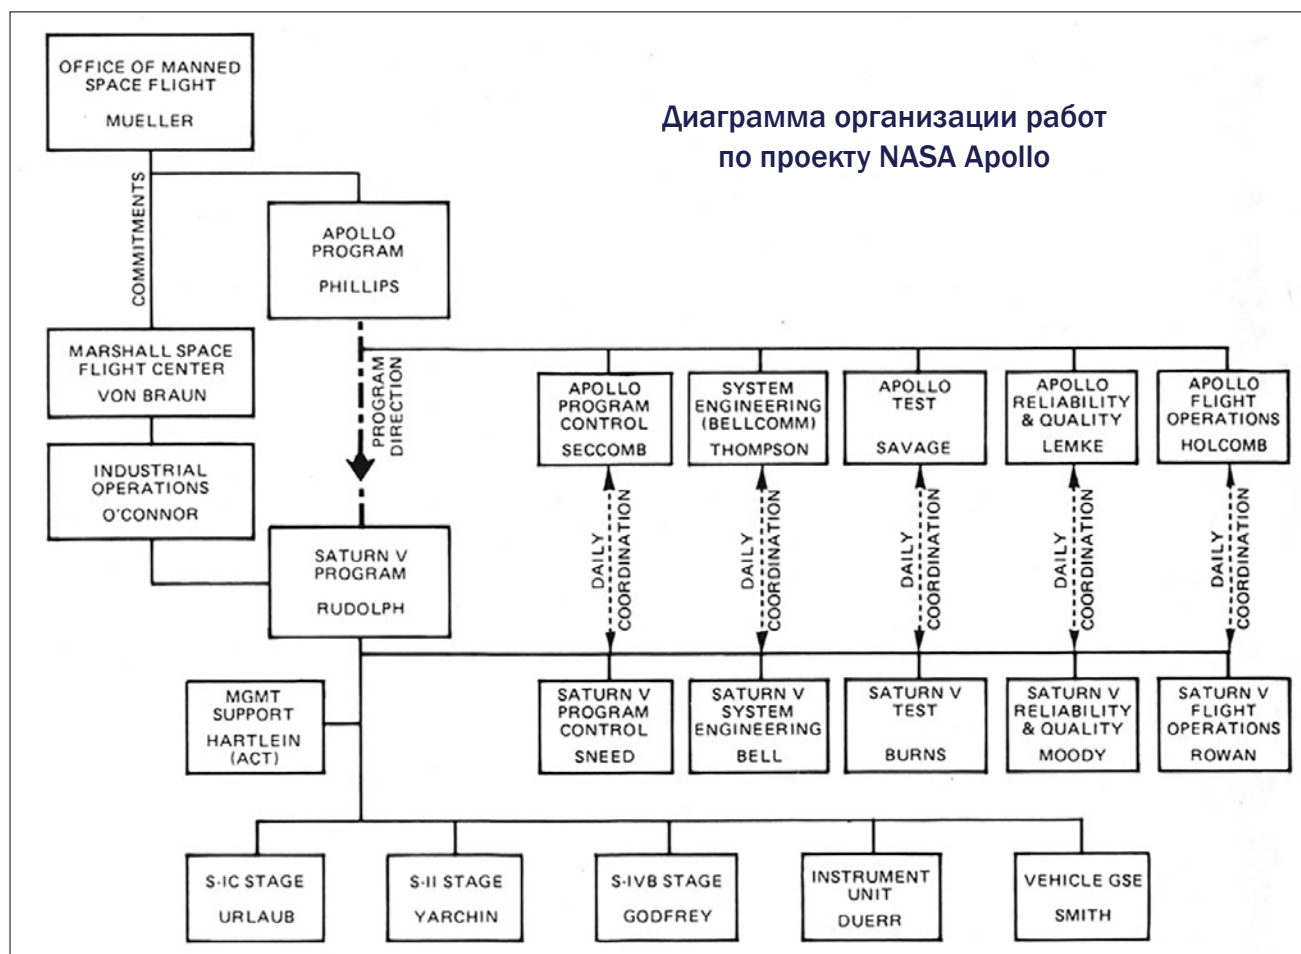 Диаграмма организации работ
по проекту NASA Apollo
OFFICE OF MANNED
SPACE FLIGHT
MUELLER
COMMITMENTS
APOLLO
PROGRAM
PHILLIPS
MARSHALL SPACE
FLIGHT CENTER
VON BRAUN
PROGRAM
DIRECTION
INDUSTRIAL
OPERATIONS
O'CONNOR
SATURN V
PROGRAM
RUDOLPH
APOLLO
PROGRAM
CONTROL
SECCOMB
SYSTEM
ENGINEERING
(BELLCOMM)
THOMPSON
APOLLO
TEST
SAVAGE
APOLLO
RELIABILITY
& QUALITY
LEMKE
APOLLO
FLIGHT
OPERATIONS
HOLCOMB
DAILY
COORDINATION
DAILY
COORDINATION
DAILY
COORDINATION
DAILY
COORDINATION
DAILY
COORDINATION
MGMT
SUPPORT
HARTLEIN
(ACT)
SATURN V
PROGRAM
CONTROL
SNEED
SATURN V
SYSTEM
ENGINEERING
BELL
SATURN V
TEST
BURNS
SATURN V
RELIABILITY
& QUALITY
MOODY
SATURN V
FLIGHT
OPERATIONS
ROWAN
S-IC STAGE
URLAUB
S-II STAGE
YARCHIN
S-IVB STAGE
GODFREY
INSTRUMENT
UNIT
DUERR
VEHICLE GSE
SMITH